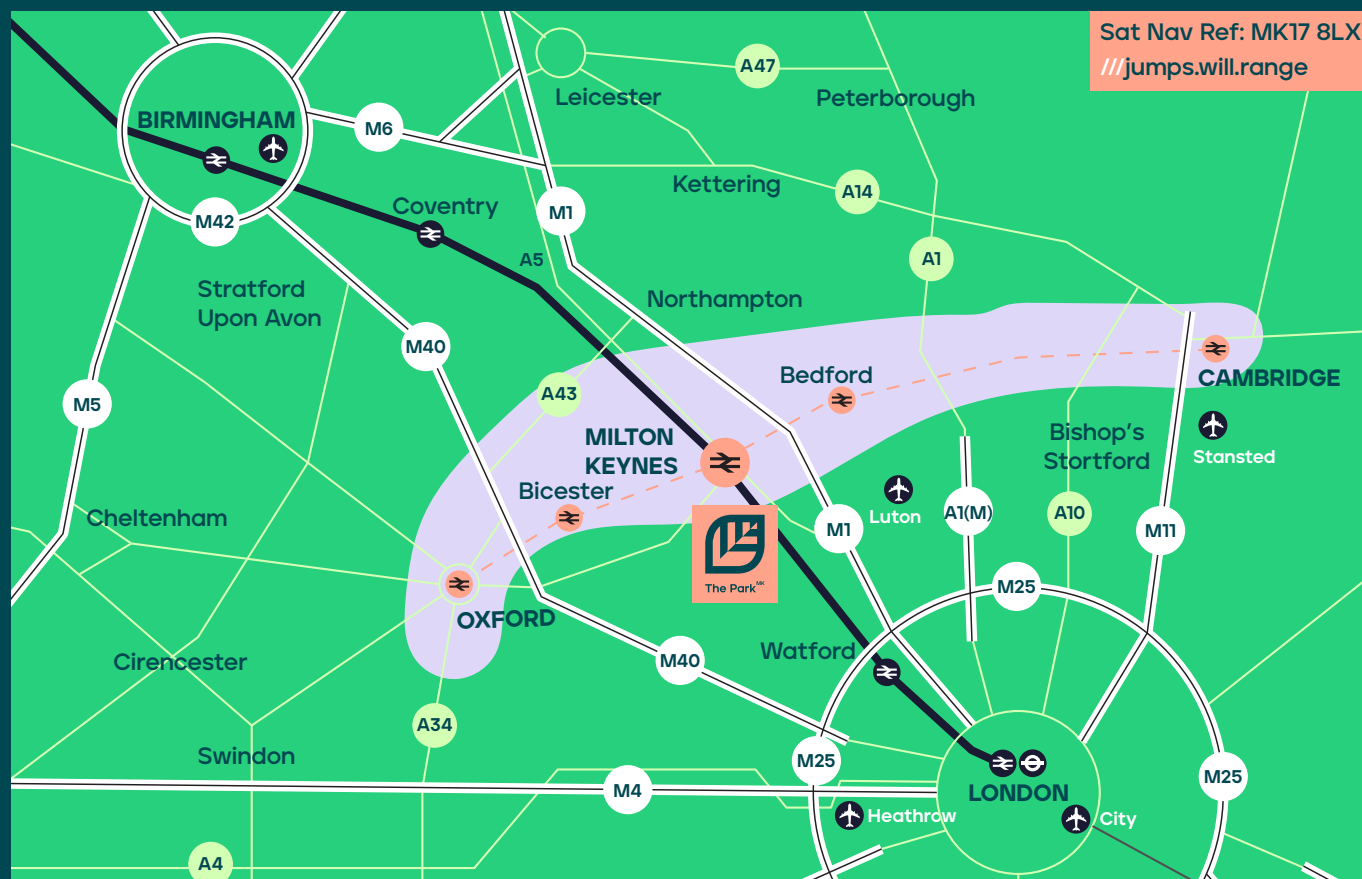 Sat Nav Ref: MK17 8LX
///jumps.will.range
A47
Leicester
Peterborough
BIRMINGHAM
M6
Kettering
A14
M42
Coventry
M1
A5
A1
Stratford
Upon Avon
Northampton
M40
M5
A43
Bedford
CAMBRIDGE
MILTON
KEYNES
Bishop's
Stortford
Stansted
Bicester
Cheltenham
Luton
M1
A1(M)
A10
M11
The Park MK
M25
OXFORD
Cirencester
M40
Watford
A34
Swindon
M25
M25
M4
LONDON
Heathrow
City
A4